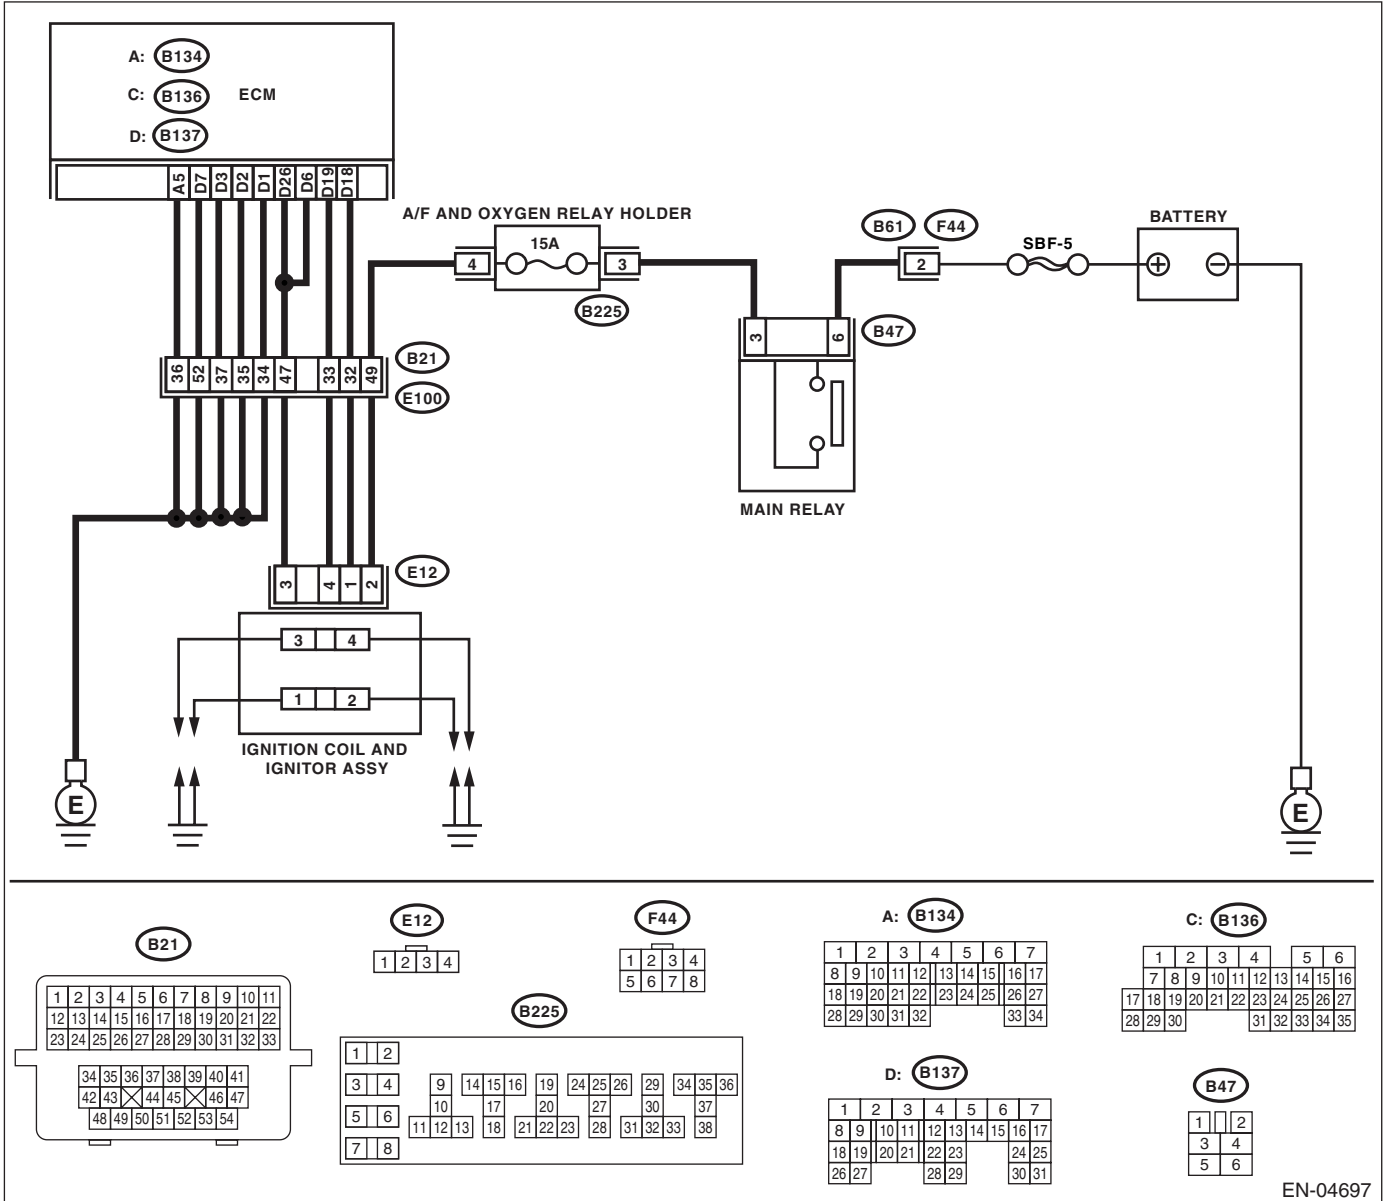 A: B134
C: B136 ECM
D: B137
A5 D7 D3 D2 D1 D26 D6 D19 D18
A/F AND OXYGEN RELAY HOLDER
15A
4 3
B225
B61 F44
2
SBF-5
BATTERY
+ −
3 6
B47
MAIN RELAY
36 52 37 35 34 47 33 32 49
B21
E100
3 4 1 2
E12
3 4
1 2
IGNITION COIL AND
IGNITOR ASSY
E
E
B21
1 2 3 4 5 6 7 8 9 10 11
12 13 14 15 16 17 18 19 20 21 22
23 24 25 26 27 28 29 30 31 32 33
34 35 36 37 38 39 40 41
42 43 44 45 46 47
48 49 50 51 52 53 54
E12
1 2 3 4
F44
1 2 3 4
5 6 7 8
B225
1 2
3 4 9 14 15 16 19 24 25 26 29 34 35 36
10 17 20 27 30 37
5 6 11 12 13 18 21 22 23 28 31 32 33 38
7 8
A: B134
1 2 3 4 5 6 7
8 9 10 11 12 13 14 15 16 17
18 19 20 21 22 23 24 25 26 27
28 29 30 31 32 33 34
C: B136
1 2 3 4 5 6
7 8 9 10 11 12 13 14 15 16
17 18 19 20 21 22 23 24 25 26 27
28 29 30 31 32 33 34 35
D: B137
1 2 3 4 5 6 7
8 9 10 11 12 13 14 15 16 17
18 19 20 21 22 23 24 25
26 27 28 29 30 31
B47
1 2
3 4
5 6
EN-04697